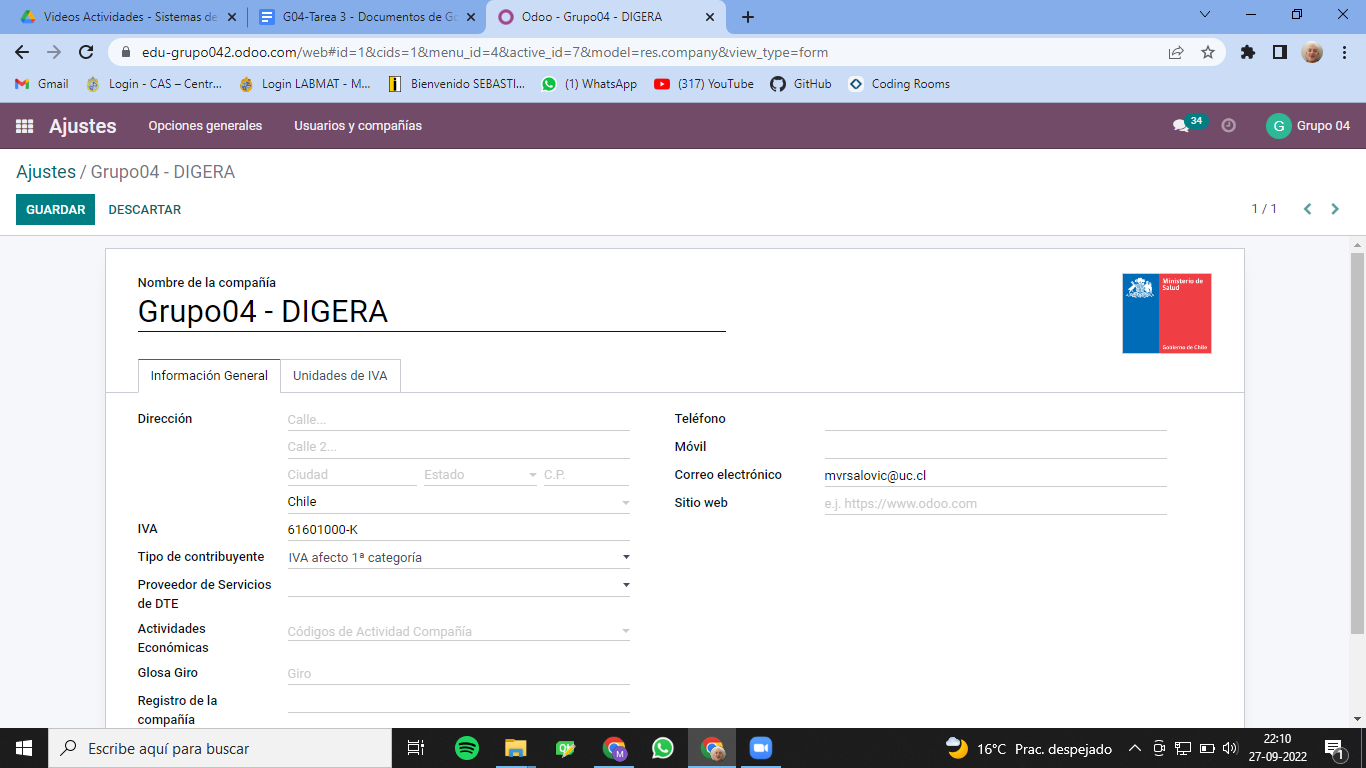 Videos Actividades - Sistemas de
G04-Tarea 3 - Documentos de Go
Odoo - Grupo04 - DIGERA
edu-grupo042.odoo.com/web#id=1&cids=1&menu_id=4&active_id=7&model=res.company&view_type=form
Gmail
Login - CAS – Centr...
Login LABMAT - M...
Bienvenido SEBASTI...
(1) WhatsApp
(317) YouTube
GitHub
Coding Rooms
Ajustes
Opciones generales
Usuarios y compañías
34
G
Grupo 04
Ajustes / Grupo04 - DIGERA
GUARDAR
DESCARTAR
1 / 1
Nombre de la compañía
Grupo04 - DIGERA
Ministerio de
Salud
Gobierno de Chile
Información General
Unidades de IVA
Dirección
Calle...
Calle 2...
Ciudad
Estado
C.P.
Chile
IVA
61601000-K
Tipo de contribuyente
IVA afecto 1ª categoría
Proveedor de Servicios
de DTE
Actividades
Económicas
Códigos de Actividad Compañía
Glosa Giro
Giro
Registro de la
compañía
Teléfono
Móvil
Correo electrónico
mvrsalovic@uc.cl
Sitio web
e.j. https://www.odoo.com
Escribe aquí para buscar
M
16°C Prac. despejado
22:10
27-09-2022
1